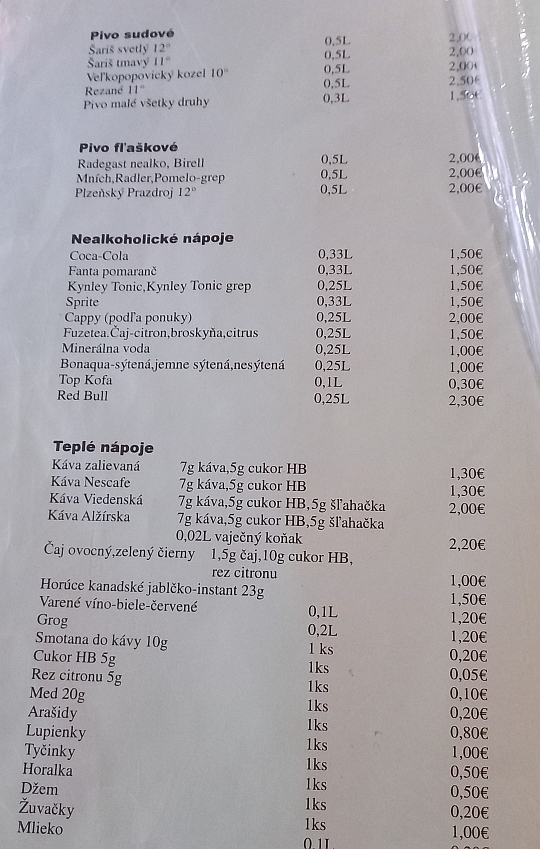 Pivo sudové
Šariš svetlý 12° 0,5L 2,00
Šariš tmavý 11° 0,5L 2,00
Veľkopopovický kozel 10° 0,5L 2,00€
Rezané 11° 0,5L 2.50€
Pivo malé všetky druhy 0,3L 1,50€
Pivo fľaškové
Radegast nealko, Birell 0,5L 2,00€
Mních,Radler,Pomelo-grep 0,5L 2,00€
Plzeňský Prazdroj 12° 0,5L 2,00€
Nealkoholické nápoje
Coca-Cola 0,33L 1,50€
Fanta pomaranč 0,33L 1,50€
Kynley Tonic,Kynley Tonic grep 0,25L 1,50€
Sprite 0,33L 1,50€
Cappy (podľa ponuky) 0,25L 2,00€
Fuzetea.Čaj-citron,broskyňa,citrus 0,25L 1,50€
Minerálna voda 0,25L 1,00€
Bonaqua-sýtená,jemne sýtená,nesýtená 0,25L 1,00€
Top Kofa 0,1L 0,30€
Red Bull 0,25L 2,30€
Teplé nápoje
Káva zalievaná 7g káva,5g cukor HB 1,30€
Káva Nescafe 7g káva,5g cukor HB 1,30€
Káva Viedenská 7g káva,5g cukor HB,5g šľahačka 2,00€
Káva Alžírska 7g káva,5g cukor HB,5g šľahačka
0,02L vaječný koňak 2,20€
Čaj ovocný,zelený čierny 1,5g čaj,10g cukor HB,
rez citronu 1,00€
Horúce kanadské jablčko-instant 23g 1,50€
Varené víno-biele-červené 0,1L 1,20€
Grog 0,2L 1,20€
Smotana do kávy 10g 1 ks 0,20€
Cukor HB 5g 1ks 0,05€
Rez citronu 5g 1ks 0,10€
Med 20g 1ks 0,20€
Arašidy 1ks 0,80€
Lupienky 1ks 1,00€
Tyčinky 1ks 0,50€
Horalka 1ks 0,50€
Džem 1ks 0,20€
Žuvačky 1ks 1,00€
Mlieko 0,1L